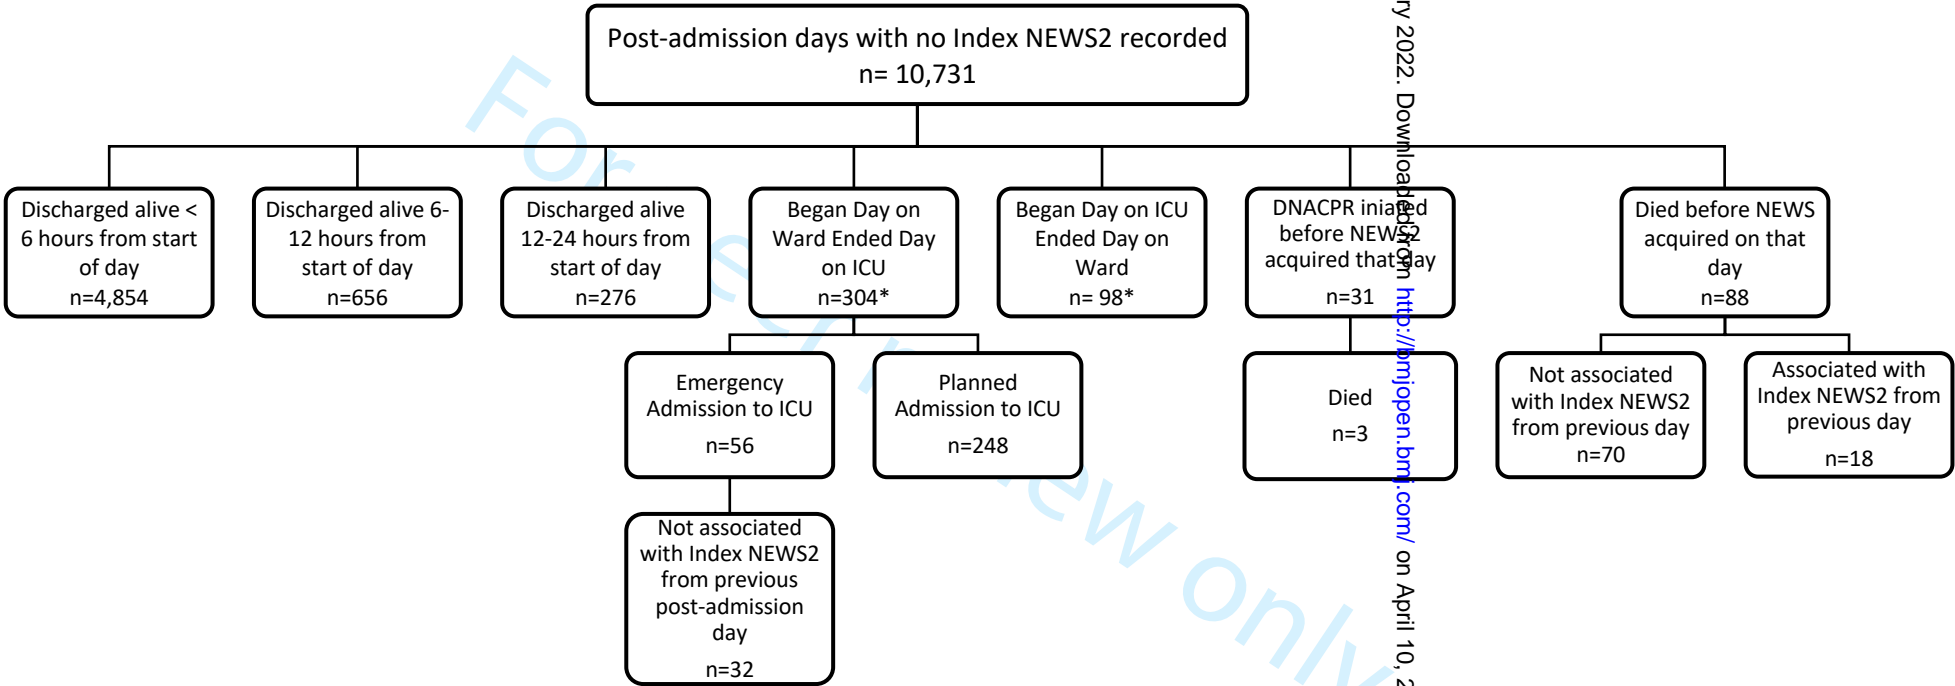 Post-admission days with no Index NEWS2 recorded
n= 10,731
Discharged alive <
6 hours from start
of day
n=4,854
Discharged alive 6-
12 hours from
start of day
n=656
Discharged alive
12-24 hours from
start of day
n=276
Began Day on
Ward Ended Day
on ICU
n=304*
Began Day on ICU
Ended Day on
Ward
n= 98*
DNACPR iniated
before NEWS2
acquired that day
n=31
Died before NEWS
acquired on that
day
n=88
Emergency
Admission to ICU
n=56
Planned
Admission to ICU
n=248
Died
n=3
Not associated
with Index NEWS2
from previous day
n=70
Associated with
Index NEWS2 from
previous day
n=18
Not associated
with Index NEWS2
from previous
post-admission
day
n=32
2022. Downloaded from http://bmjopen.bmj.com/ on April 10,
For review only